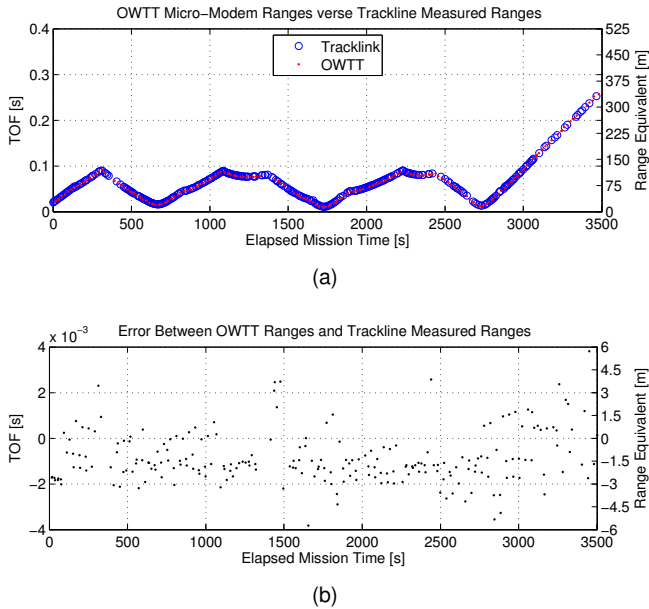 OWTT Micro−Modem Ranges verse Trackline Measured Ranges
0.4
0.3
0.2
0.1
0
TOF [s]
Tracklink
OWTT
525
450
375
300
225
150
75
0
Range Equivalent [m]
0 500 1000 1500 2000 2500 3000 3500
Elapsed Mission Time [s]
(a)
x 10−3
Error Between OWTT Ranges and Trackline Measured Ranges
4
2
0
−2
−4
TOF [s]
6
4.5
3
1.5
0
−1.5
−3
−4.5
−6
Range Equivalent [m]
0 500 1000 1500 2000 2500 3000 3500
Elapsed Mission Time [s]
(b)